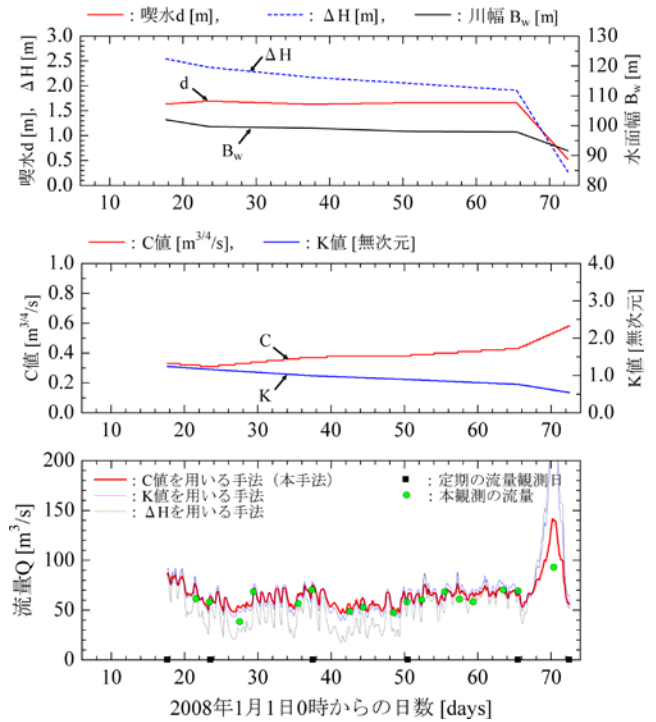 : 喫水d [m], : ΔH [m], : 川幅 Bw [m]
3.0 2.5 2.0 1.5 1.0 0.5 0.0
喫水d [m], ΔH [m]
ΔH
d
Bw
130 120 110 100 90 80
水面幅 Bw [m]
10 20 30 40 50 60 70
: C値 [m3/4/s], : K値 [無次元]
1.0 0.8 0.6 0.4 0.2 0.0
C値 [m3/4/s]
C
K
4.0 3.0 2.0 1.0 0.0
K値 [無次元]
10 20 30 40 50 60 70
200 150 100 50 0
流量Q [m3/s]
: C値を用いる手法（本手法） : 定期の流量観測日
: K値を用いる手法 : 本観測の流量
: ΔHを用いる手法
10 20 30 40 50 60 70
2008年1月1日0時からの日数 [days]